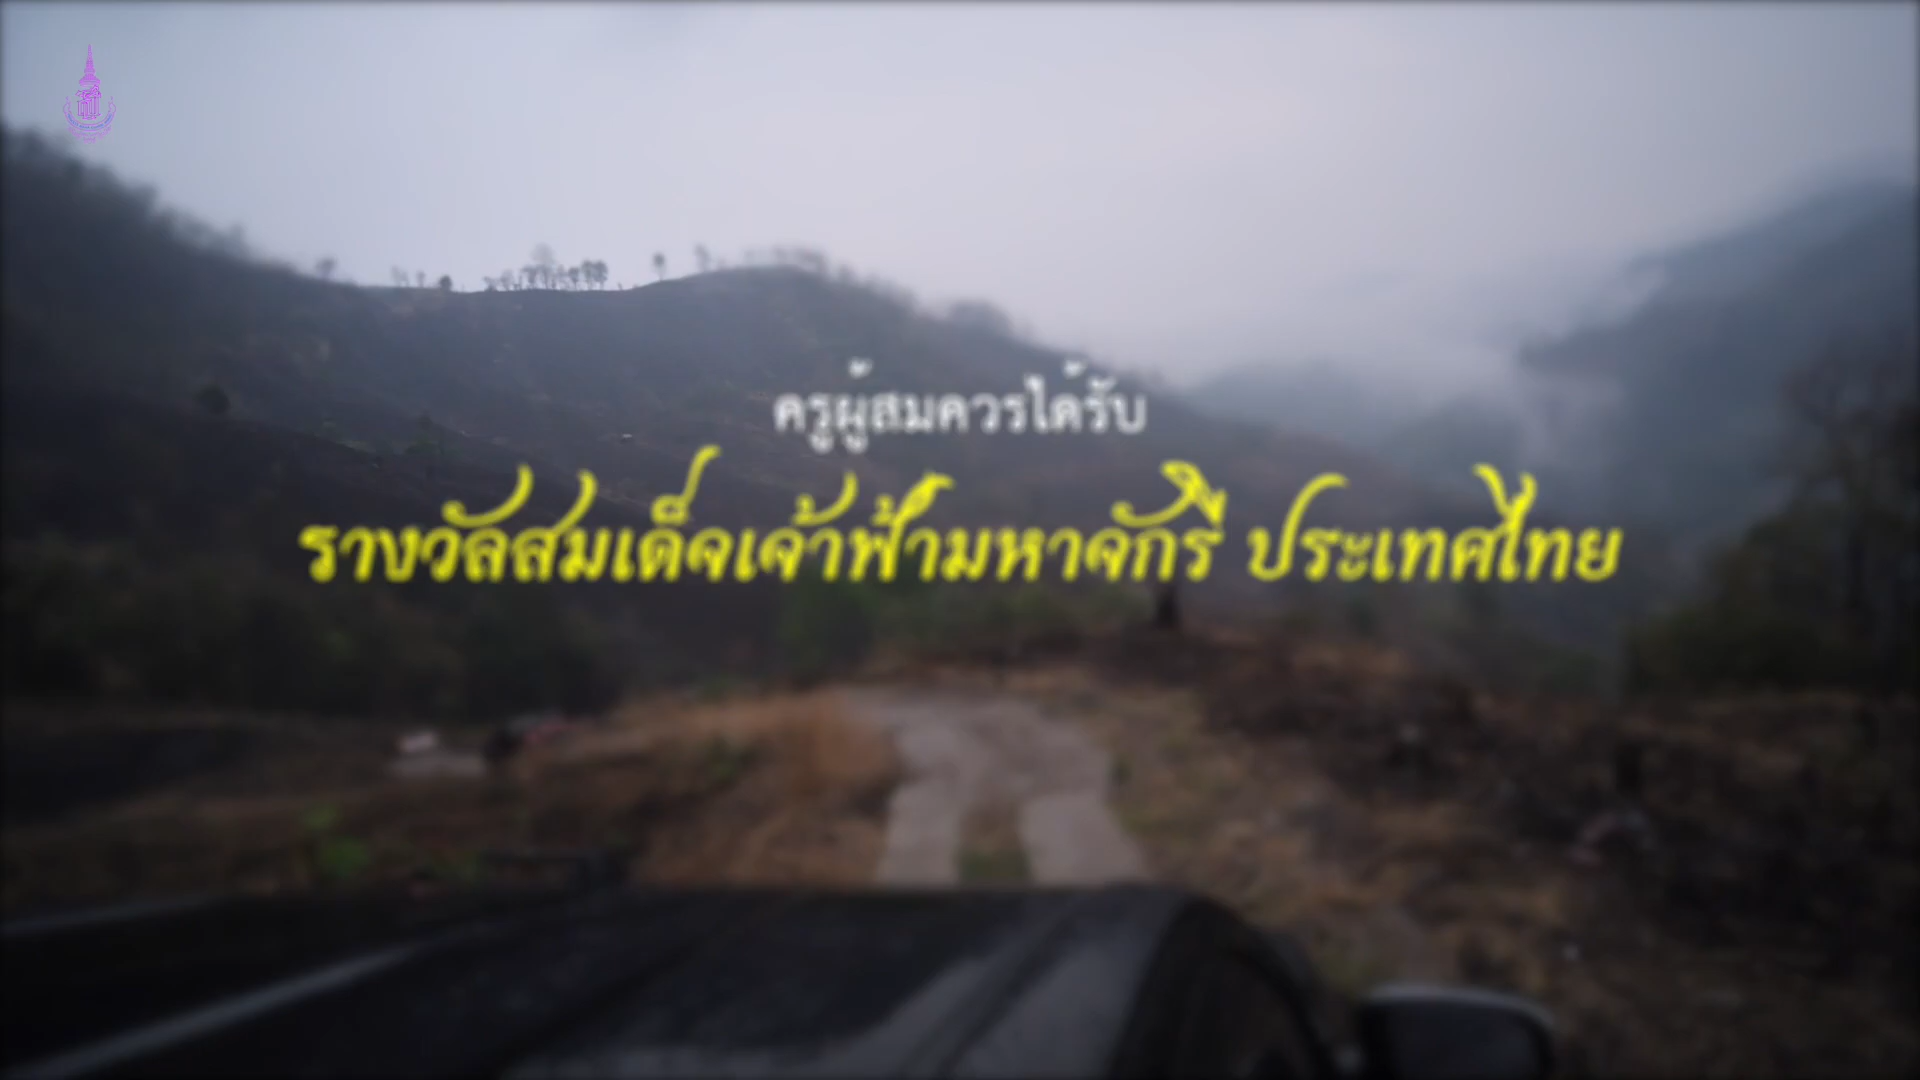 ครูผู้สมควรได้รับ
รางวัลสมเด็จเจ้าฟ้ามหาจักรี ประเทศไทย